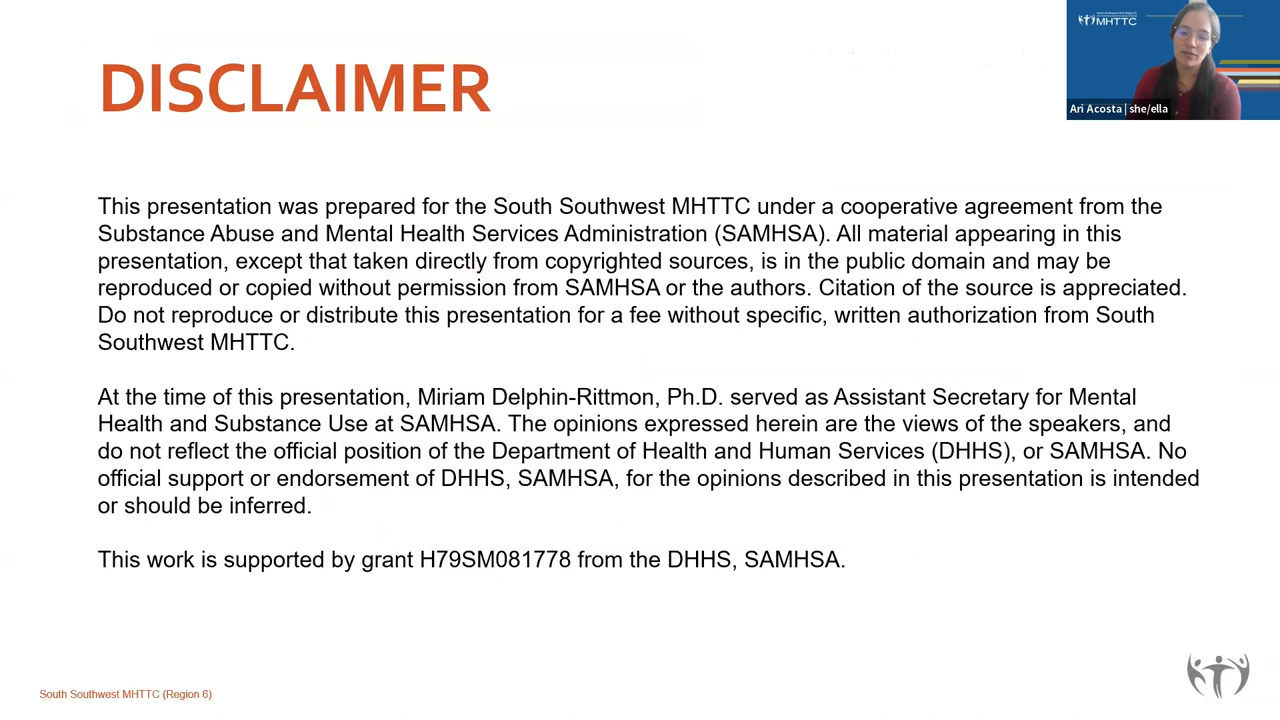 DISCLAIMER
MHTTC
Ari Acosta | she/ella
This presentation was prepared for the South Southwest MHTTC under a cooperative agreement from the
Substance Abuse and Mental Health Services Administration (SAMHSA). All material appearing in this
presentation, except that taken directly from copyrighted sources, is in the public domain and may be
reproduced or copied without permission from SAMHSA or the authors. Citation of the source is appreciated.
Do not reproduce or distribute this presentation for a fee without specific, written authorization from South
Southwest MHTTC.
At the time of this presentation, Miriam Delphin-Rittmon, Ph.D. served as Assistant Secretary for Mental
Health and Substance Use at SAMHSA. The opinions expressed herein are the views of the speakers, and
do not reflect the official position of the Department of Health and Human Services (DHHS), or SAMHSA. No
official support or endorsement of DHHS, SAMHSA, for the opinions described in this presentation is intended
or should be inferred.
This work is supported by grant H79SM081778 from the DHHS, SAMHSA.
South Southwest MHTTC (Region 6)